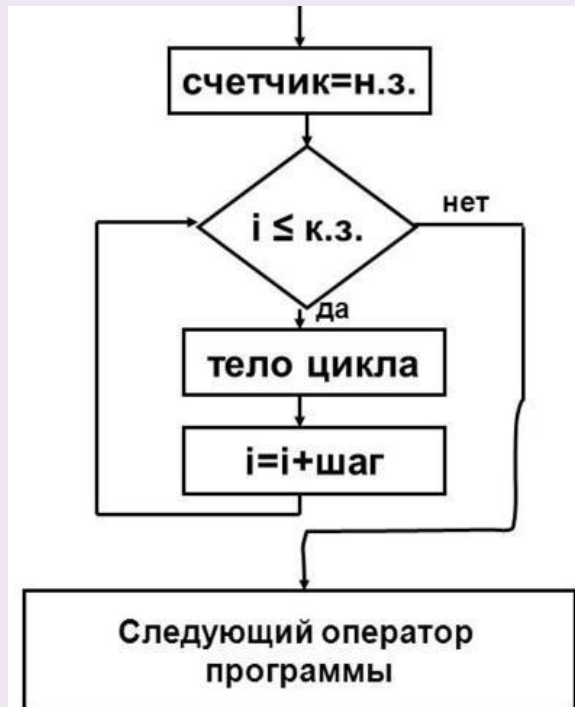 счетчик=н.з.
i ≤ к.з.
нет
да
тело цикла
i=i+шаг
Следующий оператор
программы